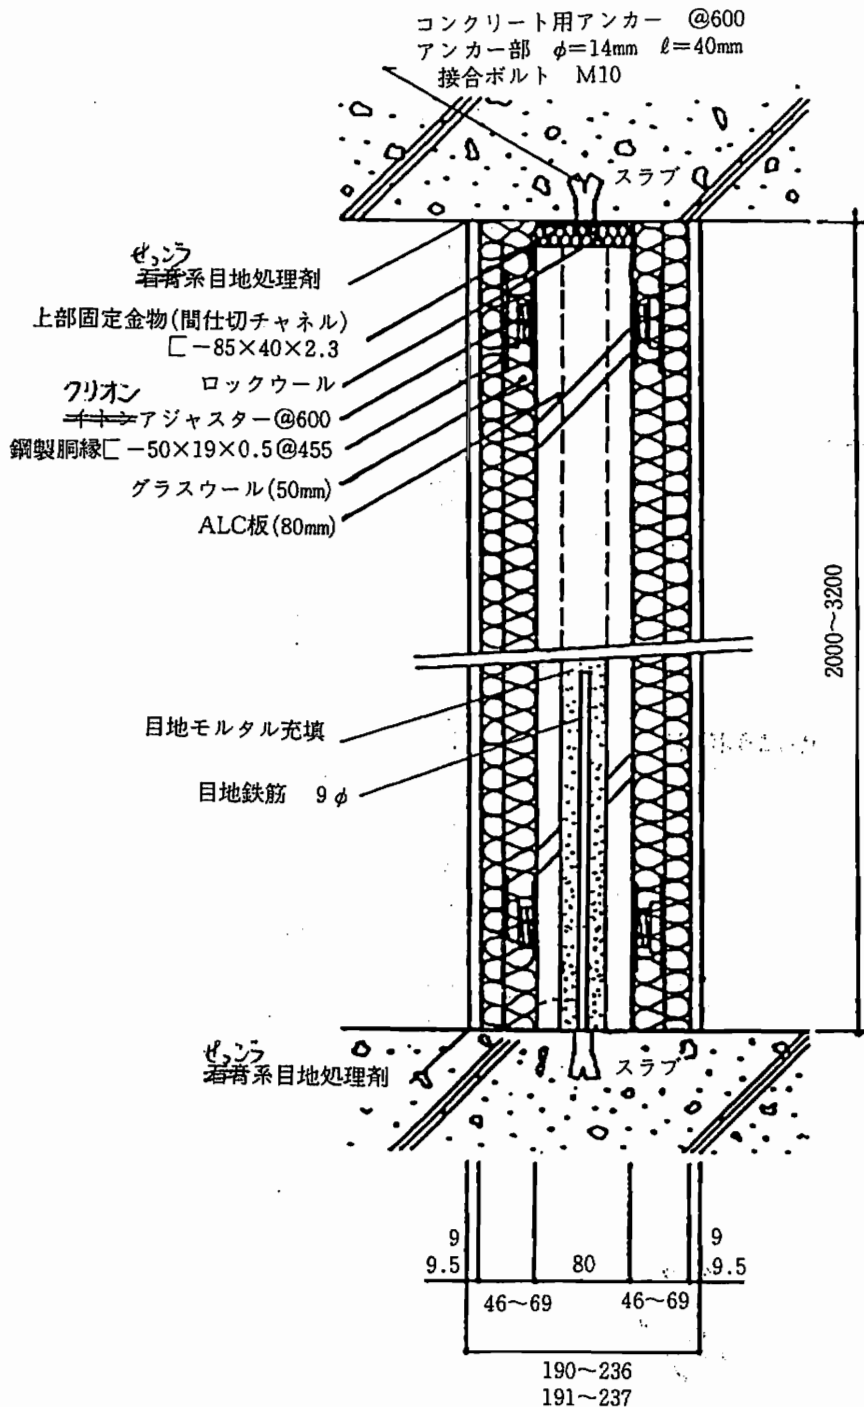 コンクリート用アンカー @600
アンカー部 φ=14mm ℓ=40mm
接合ボルト M10
スラブ
せっこう
石膏系目地処理剤
上部固定金物(間仕切チャネル)
匚-85×40×2.3
ロックウール
クリオン
イトンアジャスター@600
鋼製胴縁匚-50×19×0.5@455
グラスウール(50mm)
ALC板(80mm)
2000~3200
目地モルタル充填
目地鉄筋 9φ
せっこう
石膏系目地処理剤
スラブ
9
9.5
80
9
9.5
46~69
46~69
190~236
191~237